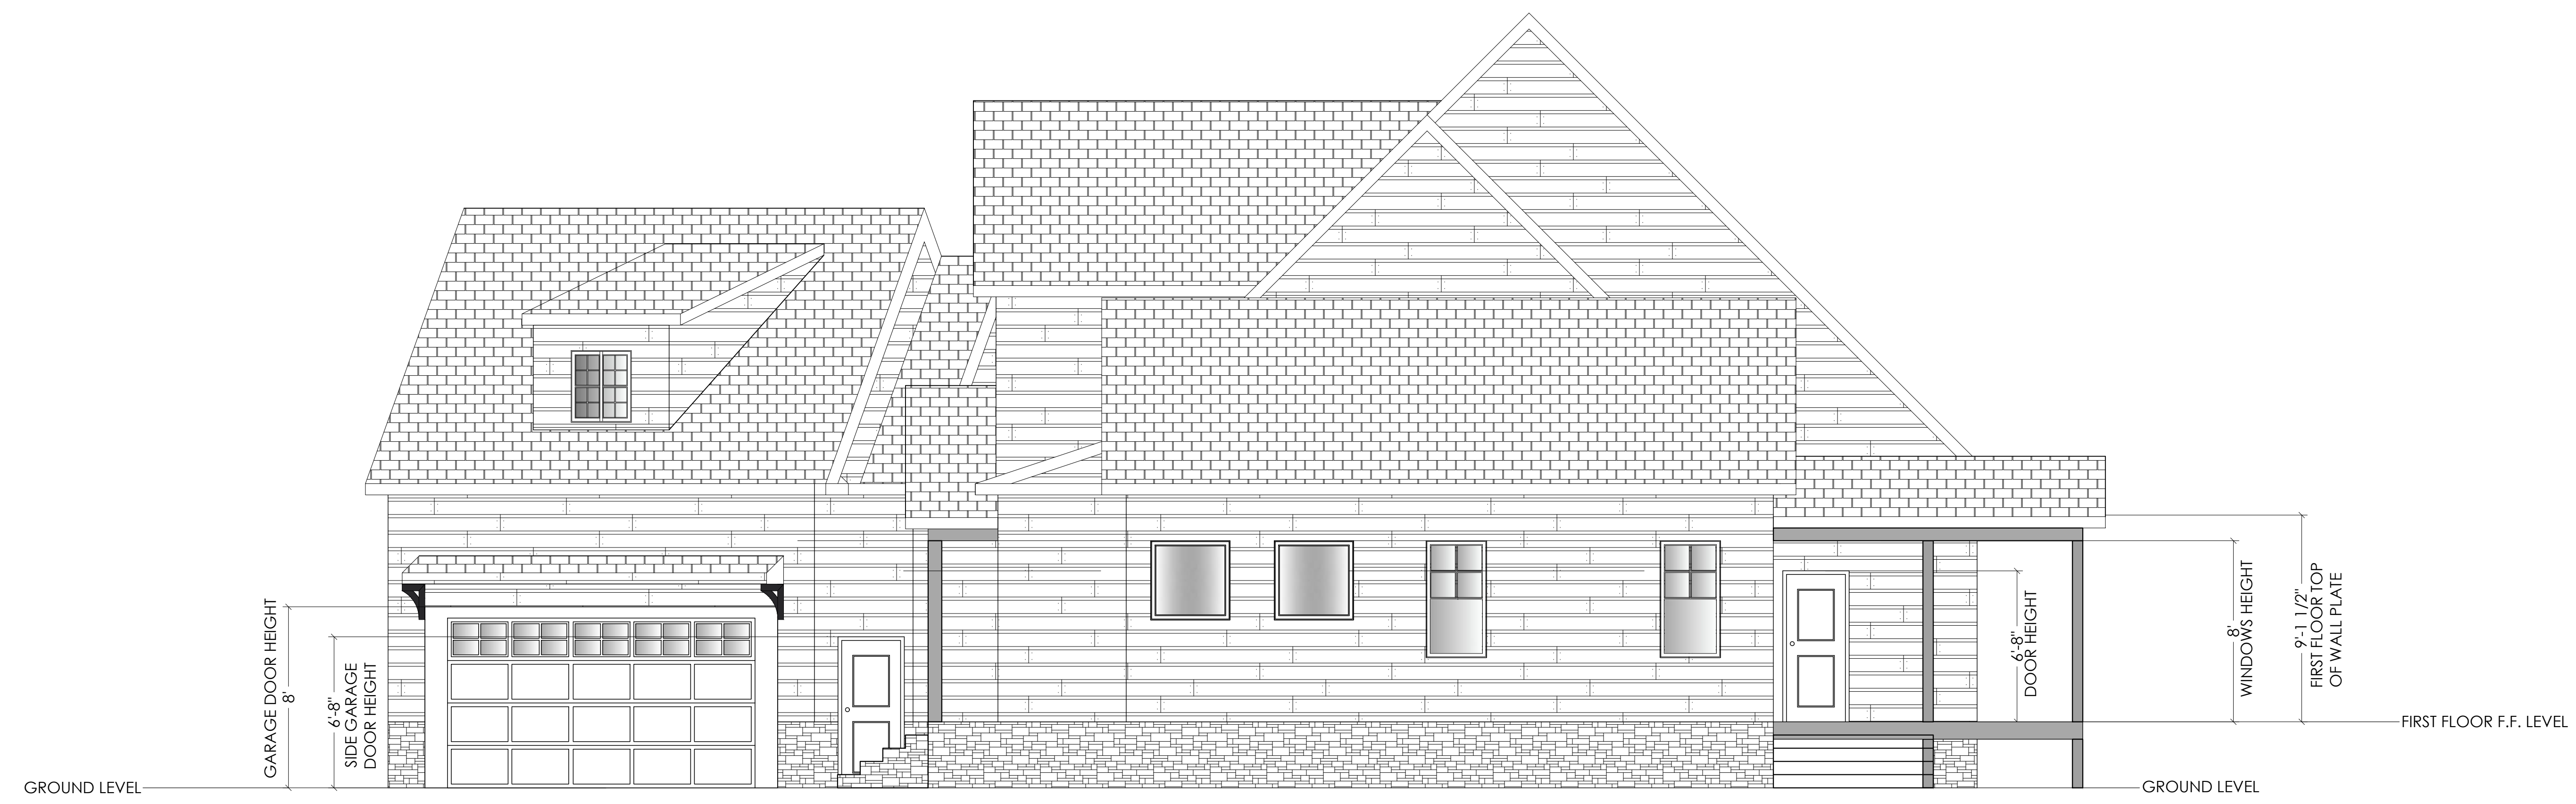 GARAGE DOOR HEIGHT
8'
6'-8"
SIDE GARAGE
DOOR HEIGHT
GROUND LEVEL
6'-8"
DOOR HEIGHT
8'
WINDOWS HEIGHT
9'-1 1/2"
FIRST FLOOR TOP
OF WALL PLATE
FIRST FLOOR F.F. LEVEL
GROUND LEVEL